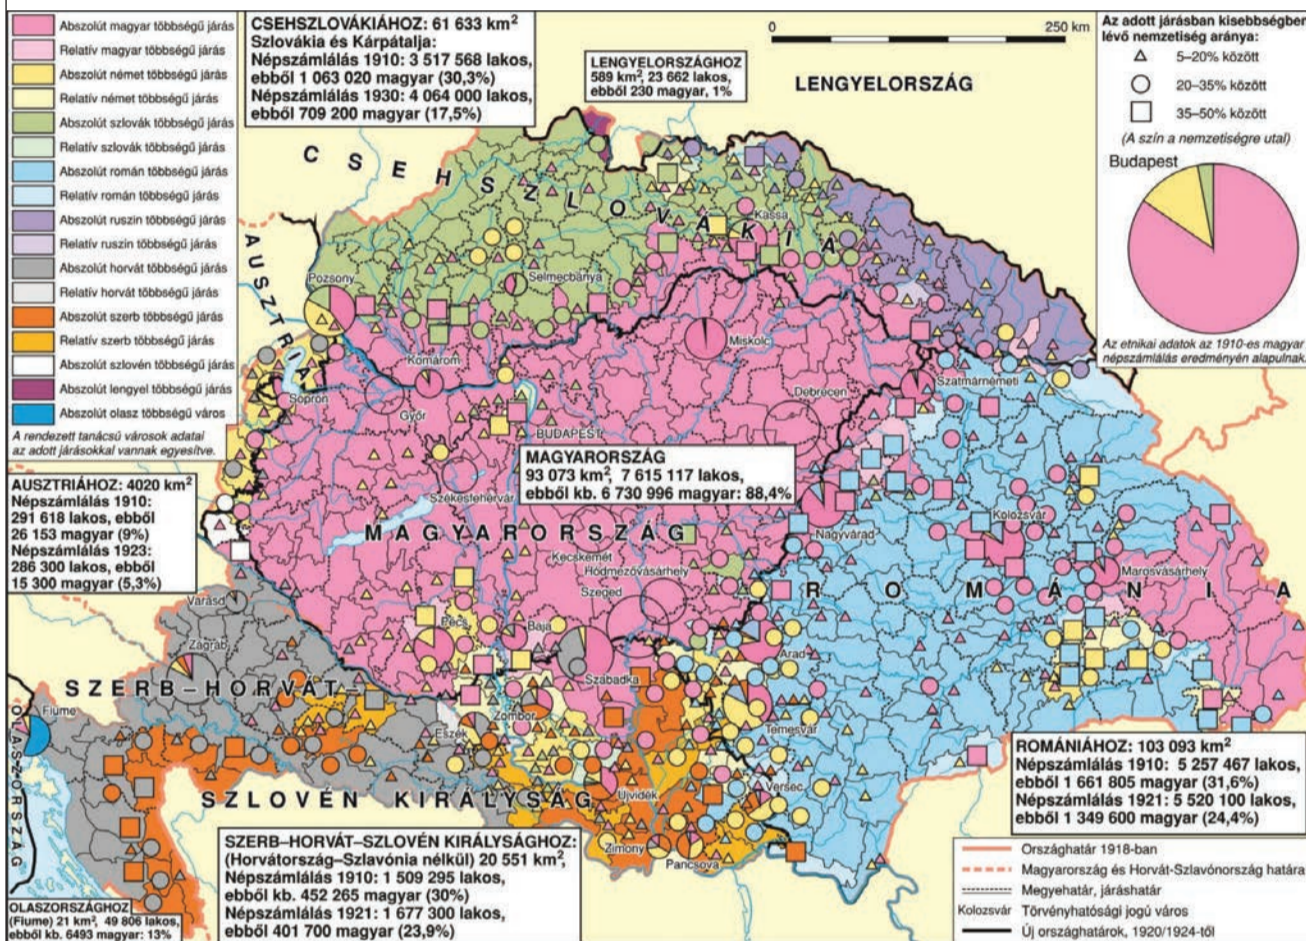 Abszolút magyar többségű járás
Relatív magyar többségű járás
Abszolút német többségű járás
Relatív német többségű járás
Abszolút szlovák többségű járás
Relatív szlovák többségű járás
Abszolút román többségű járás
Relatív román többségű járás
Abszolút ruszin többségű járás
Relatív ruszin többségű járás
Abszolút horvát többségű járás
Relatív horvát többségű járás
Abszolút szerb többségű járás
Relatív szerb többségű járás
Abszolút szlovén többségű járás
Abszolút lengyel többségű járás
Abszolút olasz többségű város
A rendezett tanácsú városok adatai
az adott járásokkal vannak egyesítve.
CSEHSZLOVÁKIÁHOZ: 61 633 km²
Szlovákia és Kárpátalja:
Népszámlálás 1910: 3 517 568 lakos,
ebből 1 063 020 magyar (30,3%)
Népszámlálás 1930: 4 064 000 lakos,
ebből 709 200 magyar (17,5%)
0 250 km
LENGYELORSZÁGHOZ
589 km², 23 662 lakos,
ebből 230 magyar, 1%
LENGYELORSZÁG
Az adott járásban kisebbségben
lévő nemzetiség aránya:
5–20% között
20–35% között
35–50% között
(A szín a nemzetiségre utal)
Budapest
Az etnikai adatok az 1910-es magyar
népszámlálás eredményén alapulnak.
CSEHSZLOVÁKIA
AUSZTRIA
Kassa
Pozsony
Selmecbánya
Miskolc
Komárom
Sopron
Győr
Debrecen
Szatmárnémeti
BUDAPEST
AUSZTRIÁHOZ: 4020 km²
Népszámlálás 1910:
291 618 lakos, ebből
26 153 magyar (9%)
Népszámlálás 1923:
286 300 lakos, ebből
15 300 magyar (5,3%)
MAGYARORSZÁG
93 073 km², 7 615 117 lakos,
ebből kb. 6 730 996 magyar: 88,4%
Székesfehérvár
MAGYARORSZÁG
Nagyvárad
Kolozsvár
Kecskemét
Hódmezővásárhely
Marosvásárhely
Szeged
ROMÁNIA
Varasd
Pécs
Baja
Arad
Zágráb
Szabadka
SZERB–HORVÁT–
Fiume
OLASZORSZÁG
Zombor
Eszék
Temesvár
SZLOVÉN KIRÁLYSÁG
Újvidék
Versec
Zimony
Pancsova
ROMÁNIÁHOZ: 103 093 km²
Népszámlálás 1910: 5 257 467 lakos,
ebből 1 661 805 magyar (31,6%)
Népszámlálás 1921: 5 520 100 lakos,
ebből 1 349 600 magyar (24,4%)
SZERB–HORVÁT–SZLOVÉN KIRÁLYSÁGHOZ:
(Horvátország–Szlavónia nélkül) 20 551 km²,
Népszámlálás 1910: 1 509 295 lakos,
ebből kb. 452 265 magyar (30%)
Népszámlálás 1921: 1 677 300 lakos,
ebből 401 700 magyar (23,9%)
OLASZORSZÁGHOZ
(Fiume) 21 km², 49 806 lakos,
ebből kb. 6493 magyar: 13%
Országhatár 1918-ban
Magyarország és Horvát-Szlavónország határa
Megyehatár, járáshatár
Kolozsvár Törvényhatósági jogú város
Új országhatárok, 1920/1924-től